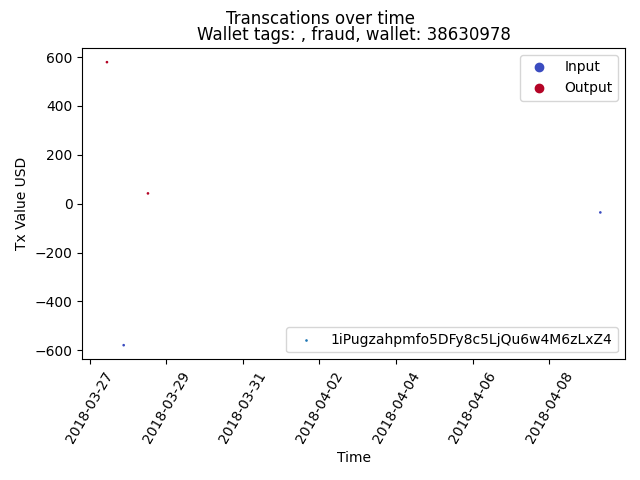 Transcations over time
Wallet tags: , fraud, wallet: 38630978
Input
Output
Tx Value USD
600
400
200
0
−200
−400
−600
1iPugzahpmfo5DFy8c5LjQu6w4M6zLxZ4
2018-03-27
2018-03-29
2018-03-31
2018-04-02
2018-04-04
2018-04-06
2018-04-08
Time